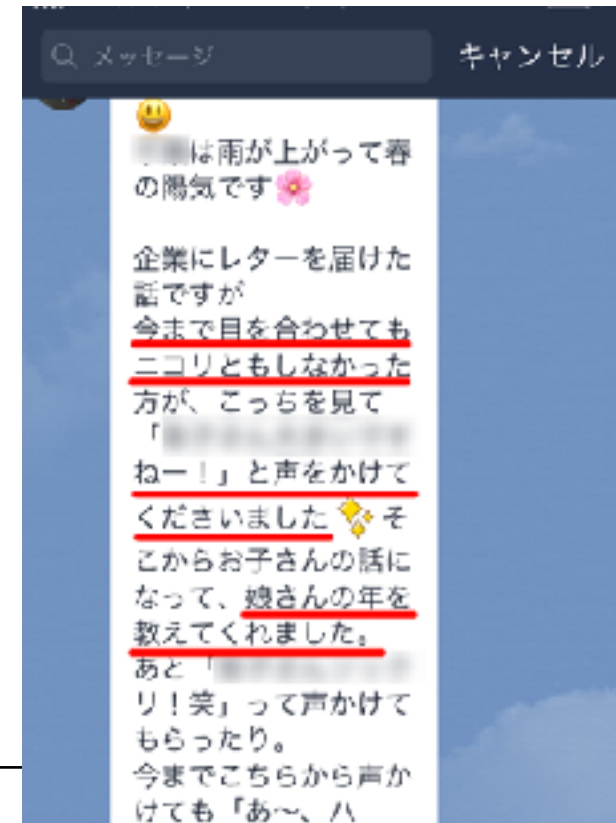 メッセージ
キャンセル
は雨が上がって春
の陽気です
企業にレターを届けた
話ですが
今まで目を合わせても
ニコリともしなかった
方が、こっちを見て
「
ねー!」と声をかけて
くださいました そ
こからお子さんの話に
なって、娘さんの年を
教えてくれました。
あと「
リ!笑」って声かけて
もらったり。
今までこちらから声か
けても「あ〜、ハ